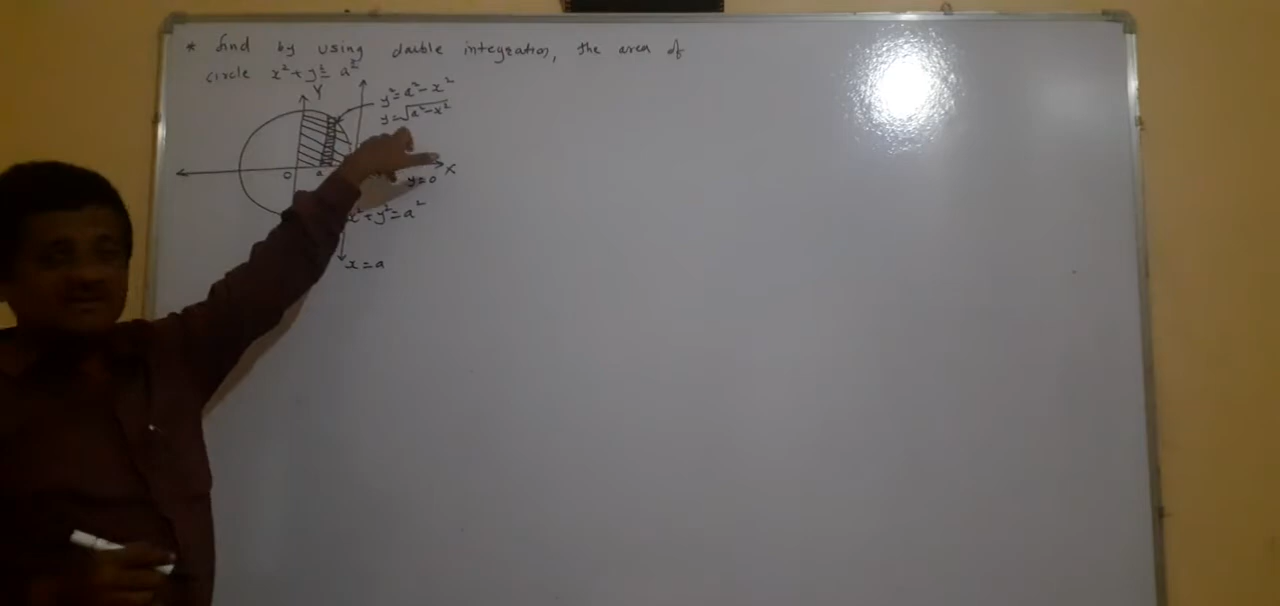 * find by using double integration, the area of
circle x² + y² = a²
Y
y² = a² - x²
y = √a² - x²
O a
X
y = 0
x² + y² = a²
x = a